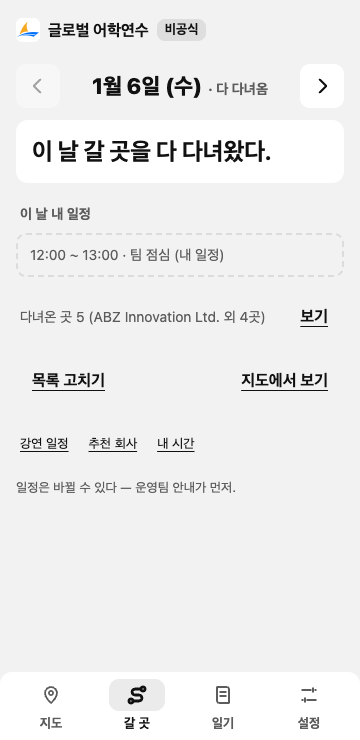 글로벌 어학연수 비공식
1월 6일 (수) · 다 다녀옴
이 날 갈 곳을 다 다녀왔다.
이 날 내 일정
12:00 ~ 13:00 · 팀 점심 (내 일정)
다녀온 곳 5 (ABZ Innovation Ltd. 외 4곳) 보기
목록 고치기 지도에서 보기
강연 일정 추천 회사 내 시간
일정은 바뀔 수 있다 — 운영팀 안내가 먼저.
지도 갈 곳 일기 설정